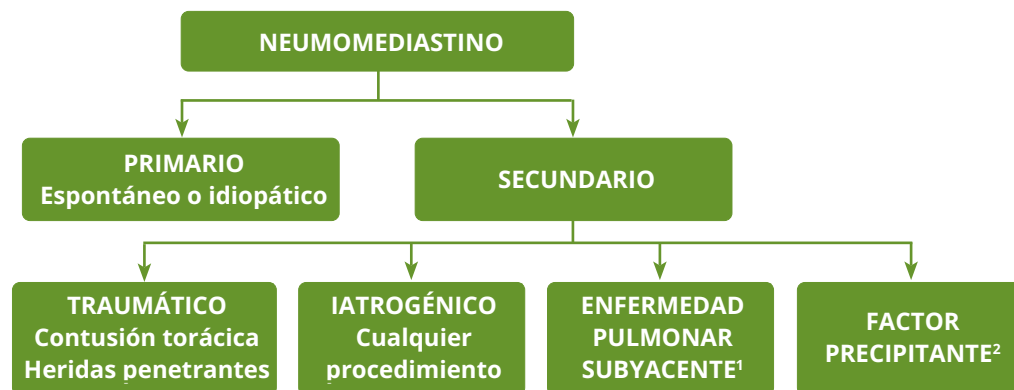 NEUMOMEDIASTINO
PRIMARIO
Espontáneo o idiopático
SECUNDARIO
TRAUMÁTICO
Contusión torácica
Heridas penetrantes
IATROGÉNICO
Cualquier
procedimiento
ENFERMEDAD
PULMONAR
SUBYACENTE¹
FACTOR
PRECIPITANTE²